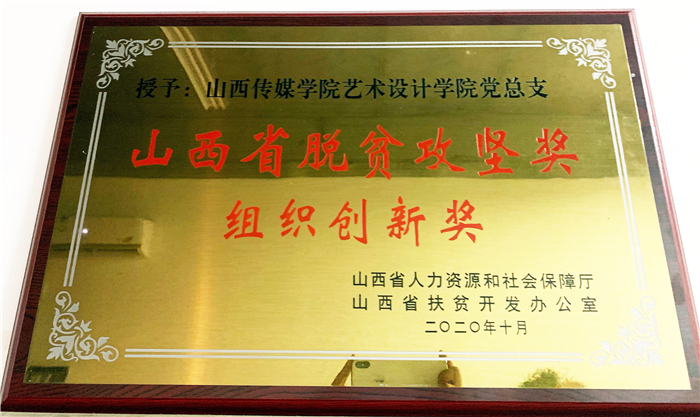 授予：山西传媒学院艺术设计学院党总支
山西省脱贫攻坚奖
组织创新奖
山西省人力资源和社会保障厅
山西省扶贫开发办公室
二〇二〇年十月